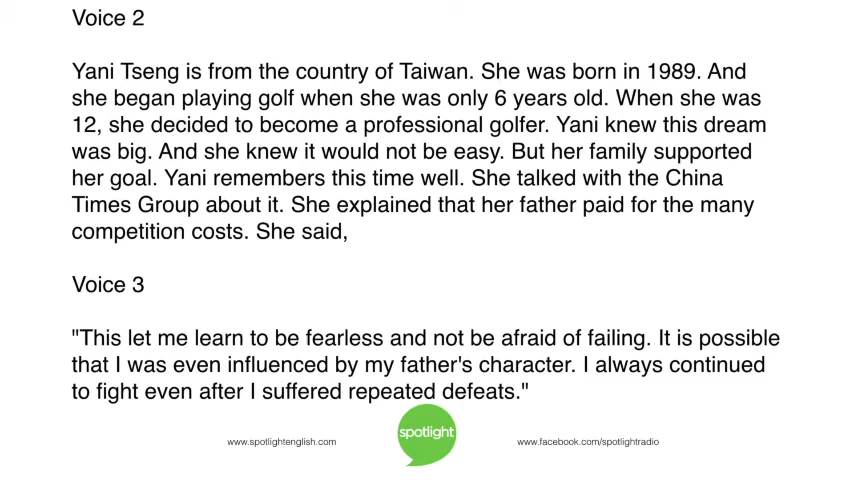 Voice 2
Yani Tseng is from the country of Taiwan. She was born in 1989. And
she began playing golf when she was only 6 years old. When she was
12, she decided to become a professional golfer. Yani knew this dream
was big. And she knew it would not be easy. But her family supported
her goal. Yani remembers this time well. She talked with the China
Times Group about it. She explained that her father paid for the many
competition costs. She said,
Voice 3
"This let me learn to be fearless and not be afraid of failing. It is possible
that I was even influenced by my father's character. I always continued
to fight even after I suffered repeated defeats."
www.spotlightenglish.com
spotlight
www.facebook.com/spotlightradio